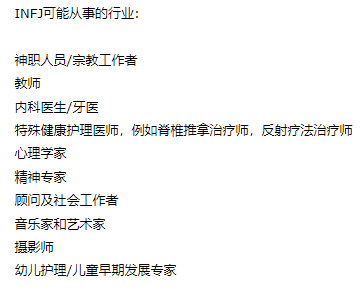 INFJ可能从事的行业:
神职人员/宗教工作者
教师
内科医生/牙医
特殊健康护理医师，例如脊椎推拿治疗师，反射疗法治疗师
心理学家
精神专家
顾问及社会工作者
音乐家和艺术家
摄影师
幼儿护理/儿童早期发展专家